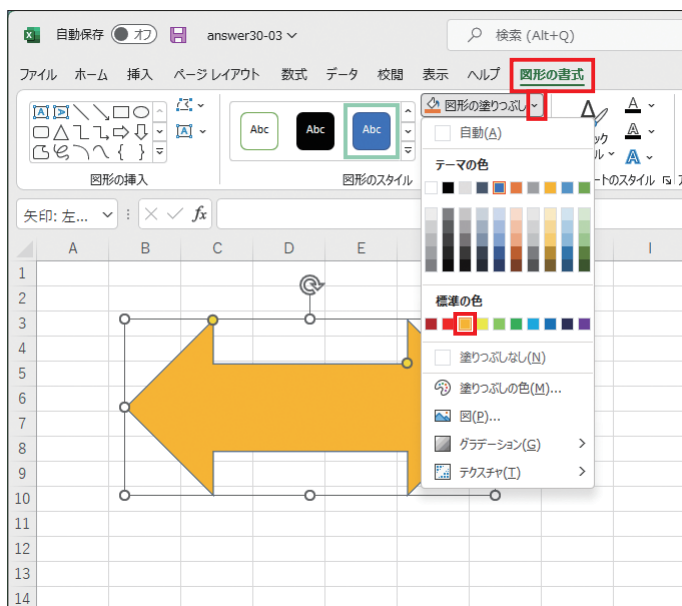 自動保存 オフ answer30-03 検索 (Alt+Q)
ファイル ホーム 挿入 ページ レイアウト 数式 データ 校閲 表示 ヘルプ 図形の書式
図形の塗りつぶし
A A
Abc Abc Abc
A
A
図形の挿入 図形のスタイル トのスタイル
自動(A)
テーマの色
標準の色
塗りつぶしなし(N)
塗りつぶしの色(M)...
図(P)...
グラデーション(G)
テクスチャ(T)
矢印: 左... fx
A B C D E I
1
2
3
4
5
6
7
8
9
10
11
12
13
14